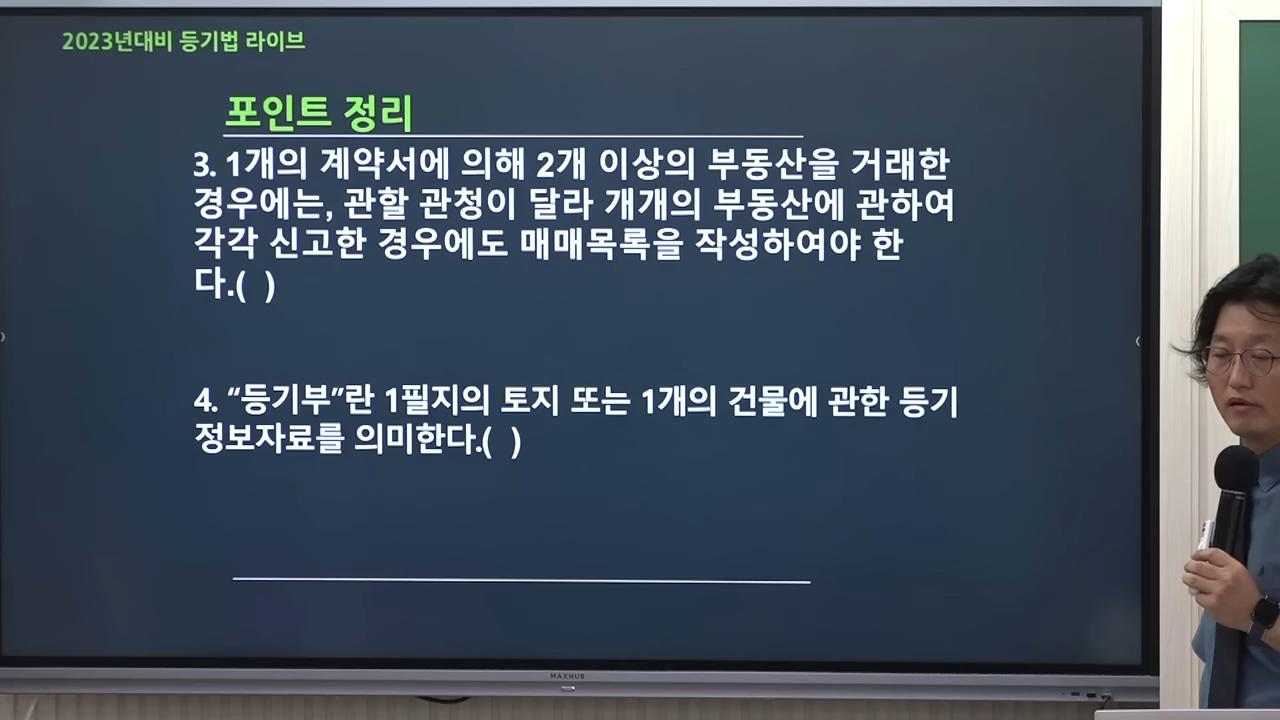 2023년대비 등기법 라이브
포인트 정리
3. 1개의 계약서에 의해 2개 이상의 부동산을 거래한
경우에는, 관할 관청이 달라 개개의 부동산에 관하여
각각 신고한 경우에도 매매목록을 작성하여야 한
다.( )
4. “등기부”란 1필지의 토지 또는 1개의 건물에 관한 등기
정보자료를 의미한다.( )
MAXHUB